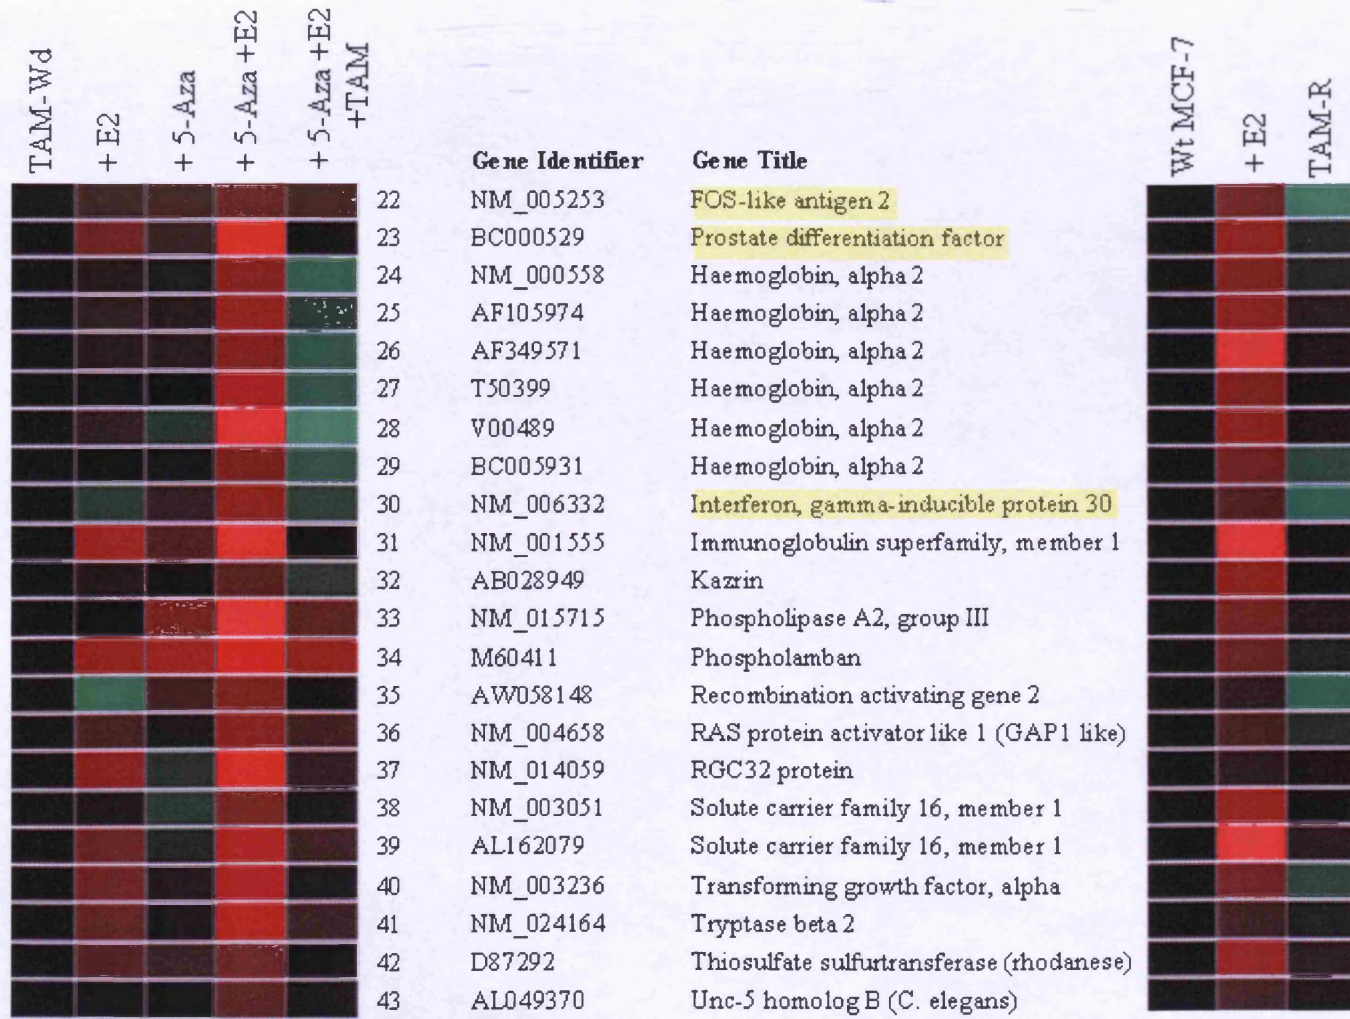 TAM-Wd
+ E2
+ 5-Aza
+ 5-Aza +E2
+ 5-Aza +E2
+TAM
Wt MCF-7
+ E2
TAM-R
Gene Identifier Gene Title
22 NM_005253 FOS-like antigen 2
23 BC000529 Prostate differentiation factor
24 NM_000558 Haemoglobin, alpha 2
25 AF105974 Haemoglobin, alpha 2
26 AF349571 Haemoglobin, alpha 2
27 T50399 Haemoglobin, alpha 2
28 V00489 Haemoglobin, alpha 2
29 BC005931 Haemoglobin, alpha 2
30 NM_006332 Interferon, gamma-inducible protein 30
31 NM_001555 Immunoglobulin superfamily, member 1
32 AB028949 Kazrin
33 NM_015715 Phospholipase A2, group III
34 M60411 Phospholamban
35 AW058148 Recombination activating gene 2
36 NM_004658 RAS protein activator like 1 (GAP1 like)
37 NM_014059 RGC32 protein
38 NM_003051 Solute carrier family 16, member 1
39 AL162079 Solute carrier family 16, member 1
40 NM_003236 Transforming growth factor, alpha
41 NM_024164 Tryptase beta 2
42 D87292 Thiosulfate sulfurtransferase (rhodanese)
43 AL049370 Unc-5 homolog B (C. elegans)